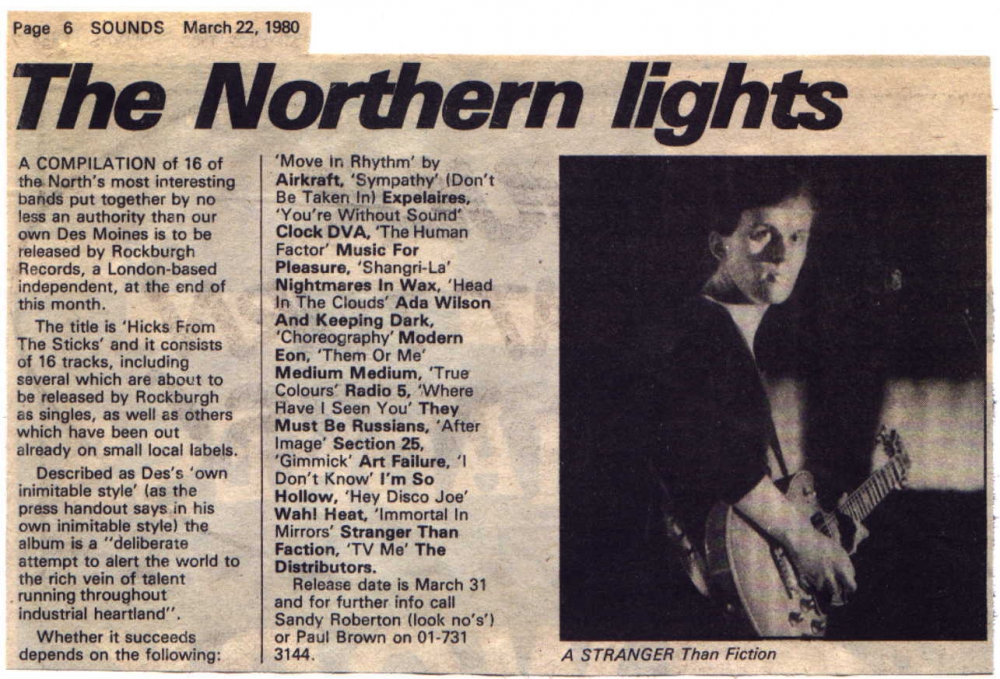 Page 6 SOUNDS March 22, 1980
The Northern lights
A COMPILATION of 16 of
the North's most interesting
bands put together by no
less an authority than our
own Des Moines is to be
released by Rockburgh
Records, a London-based
independent, at the end of
this month.
The title is 'Hicks From
The Sticks' and it consists
of 16 tracks, including
several which are about to
be released by Rockburgh
as singles, as well as others
which have been out
already on small local labels.
Described as Des's 'own
inimitable style' (as the
press handout says in his
own inimitable style) the
album is a "deliberate
attempt to alert the world to
the rich vein of talent
running throughout
industrial heartland".
Whether it succeeds
depends on the following:
'Move In Rhythm' by
Airkraft, 'Sympathy' (Don't
Be Taken In) Expelaires,
'You're Without Sound'
Clock DVA, 'The Human
Factor' Music For
Pleasure, 'Shangri-La'
Nightmares In Wax, 'Head
In The Clouds' Ada Wilson
And Keeping Dark,
'Choreography' Modern
Eon, 'Them Or Me'
Medium Medium, 'True
Colours' Radio 5, 'Where
Have I Seen You' They
Must Be Russians, 'After
Image' Section 25,
'Gimmick' Art Failure, 'I
Don't Know' I'm So
Hollow, 'Hey Disco Joe'
Wah! Heat, 'Immortal In
Mirrors' Stranger Than
Faction, 'TV Me' The
Distributors.
Release date is March 31
and for further info call
Sandy Roberton (look no's')
or Paul Brown on 01-731
3144.
A STRANGER Than Fiction